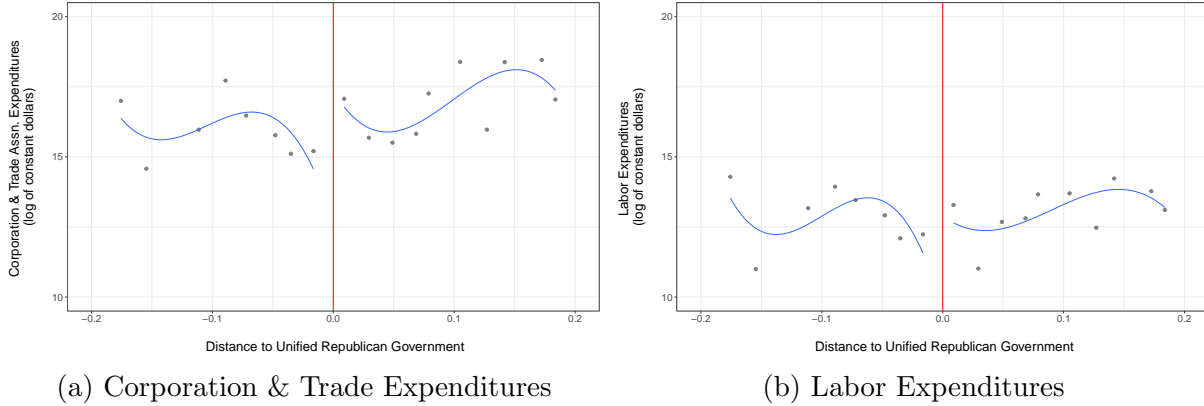 20
15
10
Corporation & Trade Assn. Expenditures
(log of constant dollars)
−0.2 −0.1 0.0 0.1 0.2
Distance to Unified Republican Government
(a) Corporation & Trade Expenditures
20
15
10
Labor Expenditures
(log of constant dollars)
−0.2 −0.1 0.0 0.1 0.2
Distance to Unified Republican Government
(b) Labor Expenditures